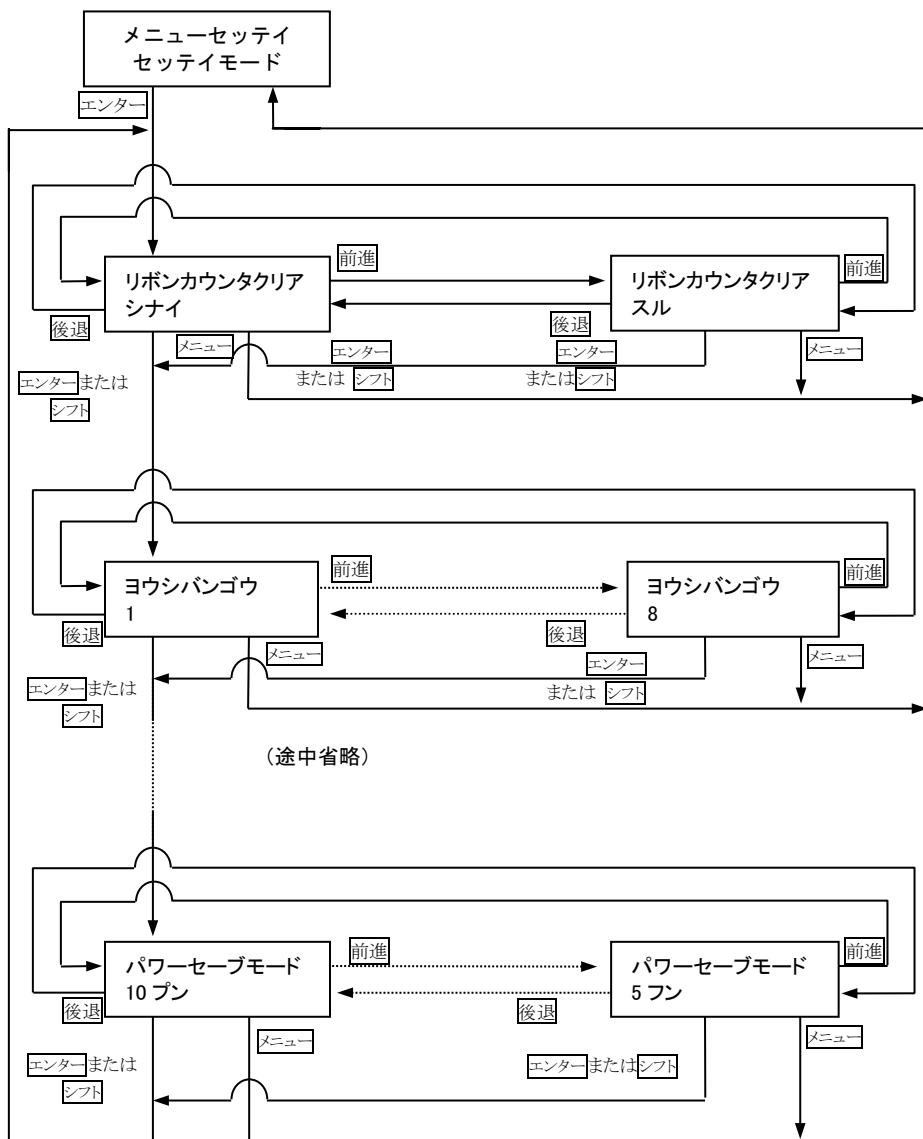 メニューセッテイ
セッテイモード
エンター
リボンカウンタクリア
シナイ
前進
リボンカウンタクリア
スル
前進
後退
後退
メニュー
エンター
または シフト
エンター
またはシフト
メニュー
エンターまたは
シフト
ヨウシバンゴウ
1
前進
ヨウシバンゴウ
8
前進
後退
後退
メニュー
エンター
または シフト
メニュー
エンターまたは
シフト
(途中省略)
パワーセーブモード
10 プン
前進
パワーセーブモード
5 フン
前進
後退
後退
メニュー
メニュー
エンターまたは
シフト
エンターまたはシフト